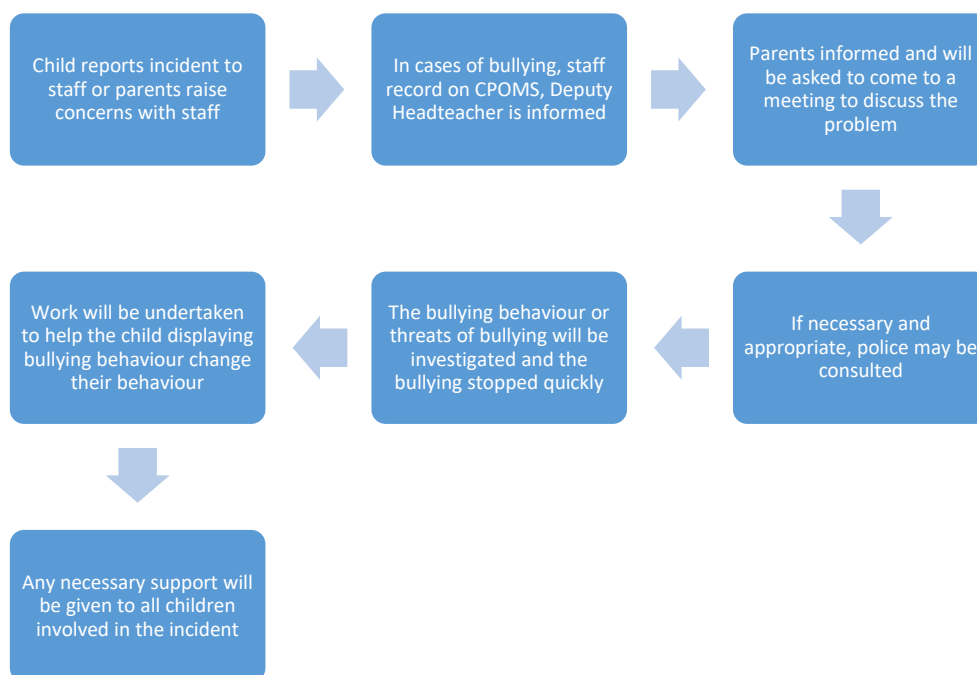 Child reports incident to
staff or parents raise
concerns with staff
In cases of bullying, staff
record on CPOMS, Deputy
Headteacher is informed
Parents informed and will
be asked to come to a
meeting to discuss the
problem
If necessary and
appropriate, police may be
consulted
The bullying behaviour or
threats of bullying will be
investigated and the
bullying stopped quickly
Work will be undertaken
to help the child displaying
bullying behaviour change
their behaviour
Any necessary support will
be given to all children
involved in the incident